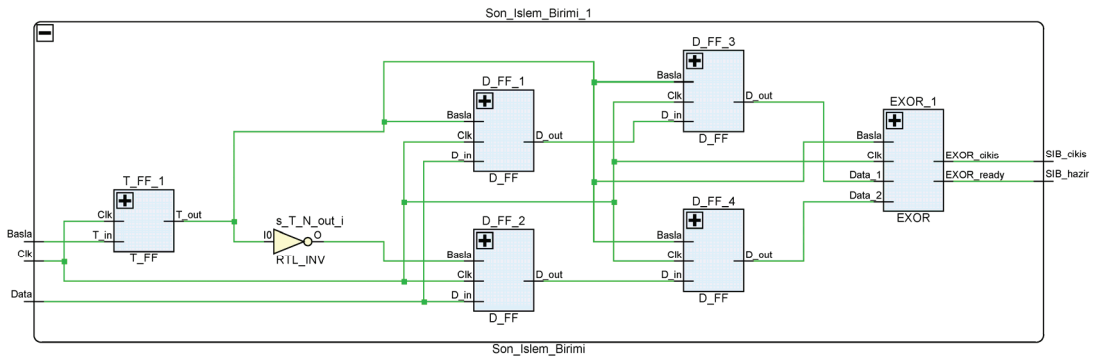 Son_Islem_Birimi_1
D_FF_3
Basla
Clk
D_in
D_out
D_FF
D_FF_1
Basla
Clk
D_in
D_out
D_FF
EXOR_1
Basla
Clk
Data_1
Data_2
EXOR_cikis
EXOR_ready
EXOR
SIB_cikis
SIB_hazir
T_FF_1
Clk
T_in
T_out
T_FF
Basla
Clk
Data
s_T_N_out_i
I0
O
RTL_INV
D_FF_2
Basla
Clk
D_in
D_out
D_FF
D_FF_4
Basla
Clk
D_in
D_out
D_FF
Son_Islem_Birimi